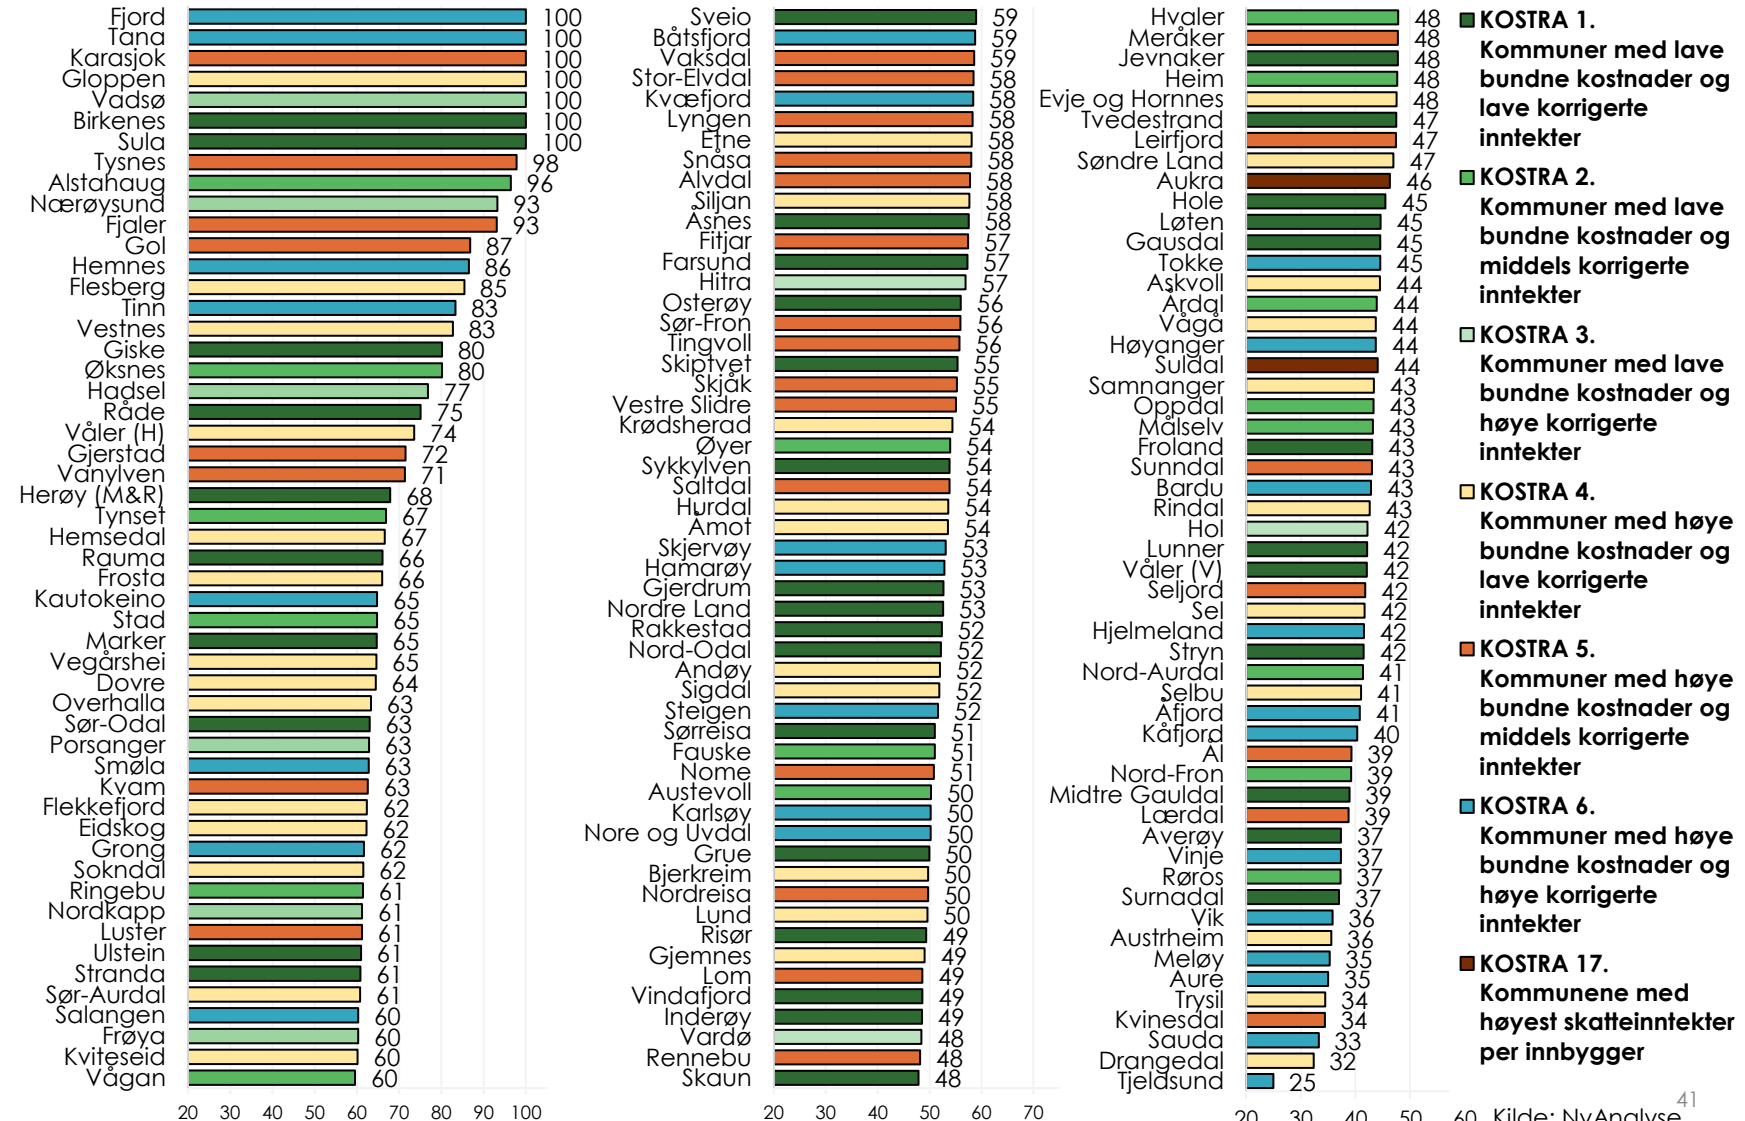 Fjord 100
Tana 100
Karasjok 100
Gloppen 100
Vadsø 100
Birkenes 100
Sula 100
Tysnes 98
Alstahaug 96
Nærøysund 93
Fjaler 93
Gol 87
Hemnes 86
Flesberg 85
Tinn 83
Vestnes 83
Giske 80
Øksnes 80
Hadsel 77
Råde 75
Våler (H) 74
Gjerstad 72
Vanylven 71
Herøy (M&R) 68
Tynset 67
Hemsedal 67
Rauma 66
Frosta 66
Kautokeino 65
Stad 65
Marker 65
Vegårshei 65
Dovre 64
Overhalla 63
Sør-Odal 63
Porsanger 63
Smøla 63
Kvam 63
Flekkefjord 62
Eidskog 62
Grong 62
Sokndal 62
Ringebu 61
Nordkapp 61
Luster 61
Ulstein 61
Stranda 61
Sør-Aurdal 61
Salangen 60
Frøya 60
Kviteseid 60
Vågan 60
20 30 40 50 60 70 80 90 100
Sveio 59
Båtsfjord 59
Vaksdal 59
Stor-Elvdal 58
Kvæfjord 58
Lyngen 58
Etne 58
Snåsa 58
Alvdal 58
Siljan 58
Åsnes 58
Fitjar 57
Farsund 57
Hitra 57
Osterøy 56
Sør-Fron 56
Tingvoll 56
Skiptvet 55
Skjåk 55
Vestre Slidre 55
Krødsherad 54
Øyer 54
Sykkylven 54
Saltdal 54
Hurdal 54
Åmot 54
Skjervøy 53
Hamarøy 53
Gjerdrum 53
Nordre Land 53
Rakkestad 52
Nord-Odal 52
Andøy 52
Sigdal 52
Steigen 52
Sørreisa 51
Fauske 51
Nome 51
Austevoll 50
Karlsøy 50
Nore og Uvdal 50
Grue 50
Bjerkreim 50
Nordreisa 50
Lund 50
Risør 49
Gjemnes 49
Lom 49
Vindafjord 49
Inderøy 49
Vardø 48
Rennebu 48
Skaun 48
20 30 40 50 60 70
Hvaler 48
Meråker 48
Jevnaker 48
Heim 48
Evje og Hornnes 48
Tvedestrand 47
Leirfjord 47
Søndre Land 47
Aukra 46
Hole 45
Løten 45
Gausdal 45
Tokke 45
Askvoll 44
Årdal 44
Vågå 44
Høyanger 44
Suldal 44
Samnanger 43
Oppdal 43
Målselv 43
Froland 43
Sunndal 43
Bardu 43
Rindal 43
Hol 42
Lunner 42
Våler (V) 42
Seljord 42
Sel 42
Hjelmeland 42
Stryn 42
Nord-Aurdal 41
Selbu 41
Åfjord 41
Kåfjord 40
Ål 39
Nord-Fron 39
Midtre Gauldal 39
Lærdal 39
Averøy 37
Vinje 37
Røros 37
Surnadal 37
Vik 36
Austrheim 36
Meløy 35
Aure 35
Trysil 34
Kvinesdal 34
Sauda 33
Drangedal 32
Tjeldsund 25
20 30 40 50 60
KOSTRA 1.
Kommuner med lave
bundne kostnader og
lave korrigerte
inntekter
KOSTRA 2.
Kommuner med lave
bundne kostnader og
middels korrigerte
inntekter
KOSTRA 3.
Kommuner med lave
bundne kostnader og
høye korrigerte
inntekter
KOSTRA 4.
Kommuner med høye
bundne kostnader og
lave korrigerte
inntekter
KOSTRA 5.
Kommuner med høye
bundne kostnader og
middels korrigerte
inntekter
KOSTRA 6.
Kommuner med høye
bundne kostnader og
høye korrigerte
inntekter
KOSTRA 17.
Kommunene med
høyest skatteinntekter
per innbygger
41
Kilde: NyAnalyse